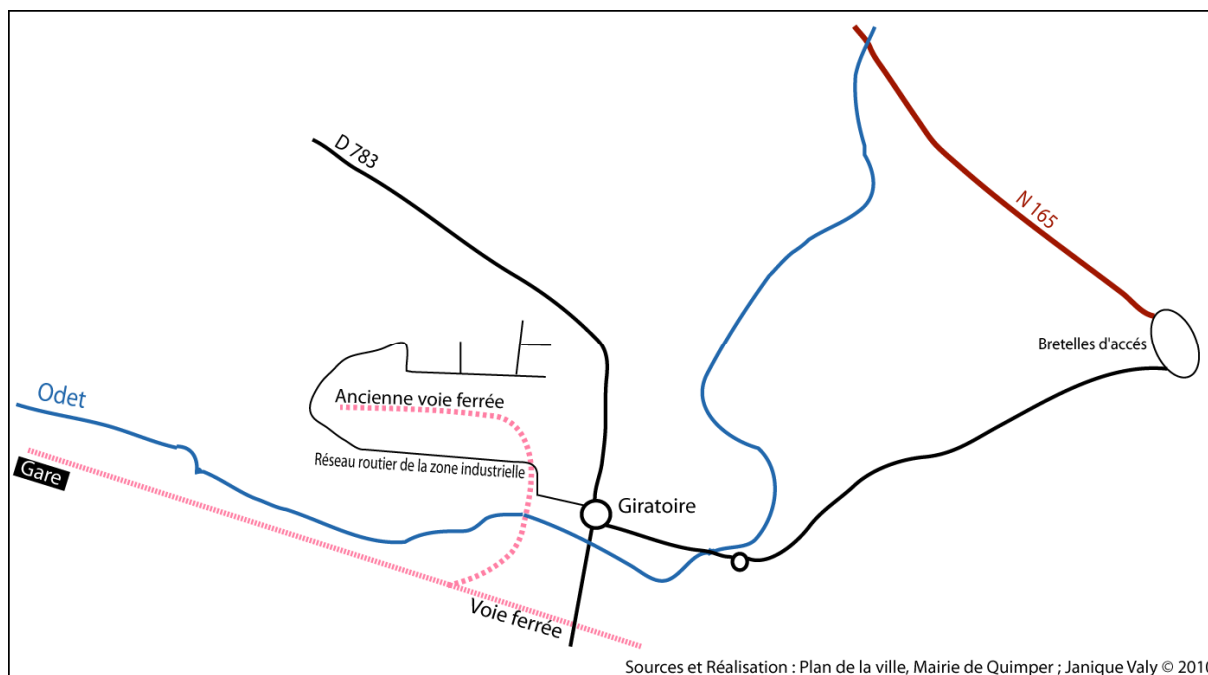 D 783
N 165
Bretelles d'accés
Odet
Ancienne voie ferrée
Réseau routier de la zone industrielle
Gare
Giratoire
Voie ferrée
Sources et Réalisation : Plan de la ville, Mairie de Quimper ; Janique Valy © 2010